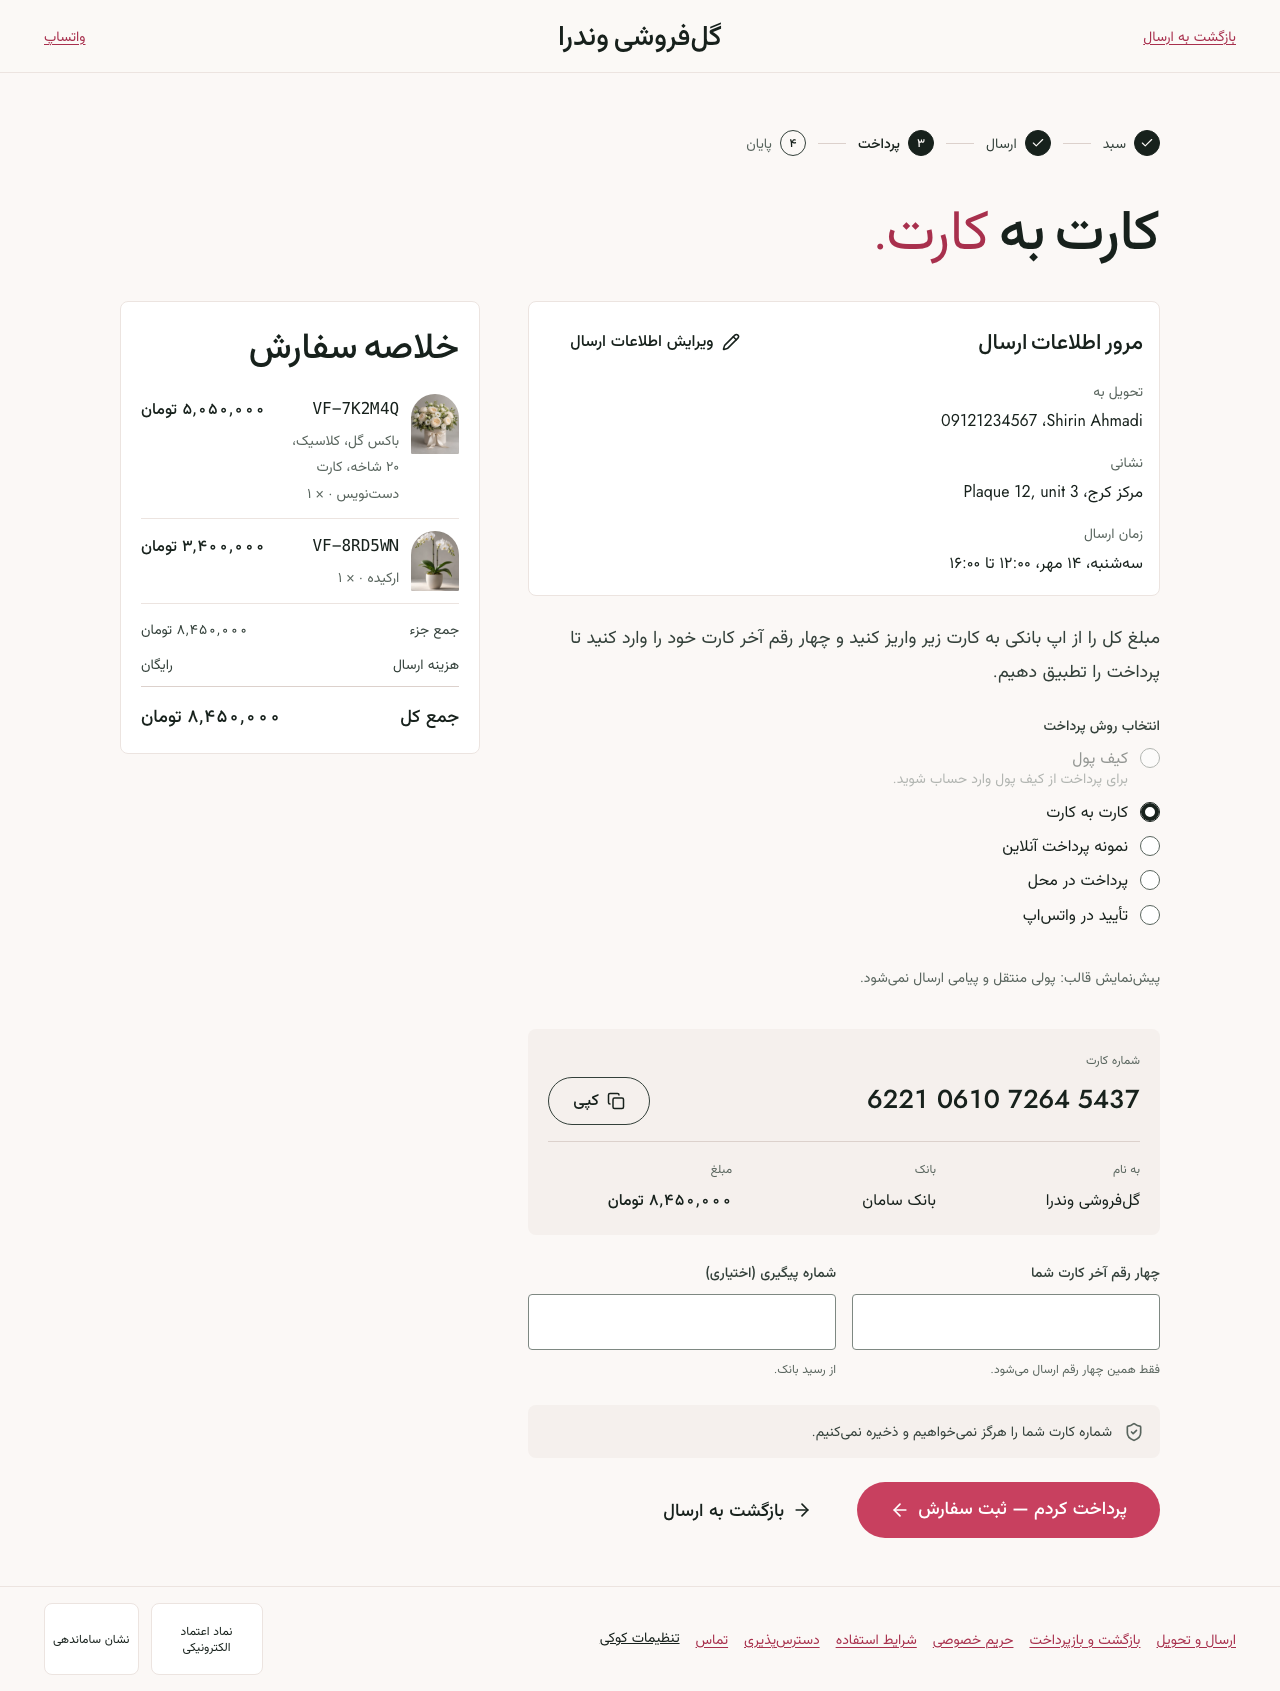 بازگشت به ارسال
گل‌فروشی وندرا
واتساپ
سبد
ارسال
۳ پرداخت
۴ پایان
کارت به کارت.
مرور اطلاعات ارسال
ویرایش اطلاعات ارسال
تحویل به
Shirin Ahmadi، 09121234567
نشانی
مرکز کرج، Plaque 12, unit 3
زمان ارسال
سه‌شنبه، ۱۴ مهر، ۱۲:۰۰ تا ۱۶:۰۰
خلاصه سفارش
VF-7K2M4Q
۵,۰۵۰,۰۰۰ تومان
باکس گل، کلاسیک،
۲۰ شاخه، کارت
دست‌نویس · × ۱
VF-8RD5WN
۳,۴۰۰,۰۰۰ تومان
ارکیده · × ۱
جمع جزء
۸,۴۵۰,۰۰۰ تومان
هزینه ارسال
رایگان
جمع کل
۸,۴۵۰,۰۰۰ تومان
مبلغ کل را از اپ بانکی به کارت زیر واریز کنید و چهار رقم آخر کارت خود را وارد کنید تا
پرداخت را تطبیق دهیم.
انتخاب روش پرداخت
کیف پول
برای پرداخت از کیف پول وارد حساب شوید.
کارت به کارت
نمونه پرداخت آنلاین
پرداخت در محل
تأیید در واتس‌اپ
پیش‌نمایش قالب: پولی منتقل و پیامی ارسال نمی‌شود.
شماره کارت
6221 0610 7264 5437
کپی
به نام
بانک
مبلغ
گل‌فروشی وندرا
بانک سامان
۸,۴۵۰,۰۰۰ تومان
چهار رقم آخر کارت شما
شماره پیگیری (اختیاری)
فقط همین چهار رقم ارسال می‌شود.
از رسید بانک.
شماره کارت شما را هرگز نمی‌خواهیم و ذخیره نمی‌کنیم.
پرداخت کردم — ثبت سفارش
بازگشت به ارسال
ارسال و تحویل
بازگشت و بازپرداخت
حریم خصوصی
شرایط استفاده
دسترس‌پذیری
تماس
تنظیمات کوکی
نماد اعتماد
الکترونیکی
نشان ساماندهی